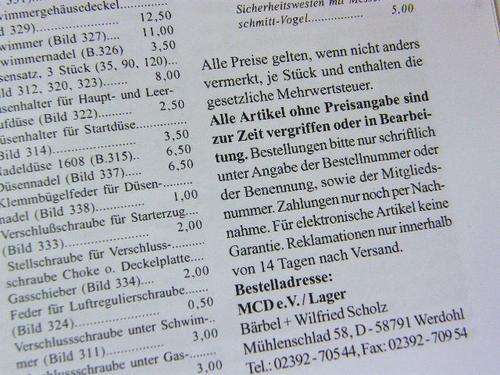 wimmergehäusedeckel
12,50
d 329)
wimmer (Bild 327).... 11,00
wimmernadel (B.326) 3,50
sensatz, 3 Stück (35, 90, 120)...
Bild 312, 320, 323)....... 8,00
senhalter für Haupt- und Leer-
ufdüse (Bild 322).......... 2,50
üsenhalter für Startdüse
Bild 314)........................ 3,50
Nadeldüse 1608 (B.315).. 6,50
Düsennadel (Bild 337)..... 6,50
Klemmbügelfeder für Düsen-
nadel (Bild 338)............ 1,00
Verschlußschraube für Starterzug....
(Bild 333)........................ 2,00
Stellschraube für Verschluss-
schraube Choke o. Deckelplatte....
Gasschieber (Bild 334).... 2,00
Feder für Luftregulierschraube......
(Bild 324)........................ 0,50
Verschlussschraube unter Schwim-
mer (Bild 311)................ 3,00
chlussschraube unter Gas-
3,00
Sicherheitswesten mit
schmitt-Vogel................... 5,00
Alle Preise gelten, wenn nicht anders
vermerkt, je Stück und enthalten die
gesetzliche Mehrwertsteuer.
Alle Artikel ohne Preisangabe sind
zur Zeit vergriffen oder in Bearbei-
tung. Bestellungen bitte nur schriftlich
unter Angabe der Bestellnummer oder
der Benennung, sowie der Mitglieds-
nummer. Zahlungen nur noch per Nach-
nahme. Für elektronische Artikel keine
Garantie. Reklamationen nur innerhalb
von 14 Tagen nach Versand.
Bestelladresse:
MCD e.V. / Lager
Bärbel + Wilfried Scholz
Mühlenschlad 58, D - 58791 Werdohl
Tel.: 02392 - 70544, Fax: 02392 - 70954